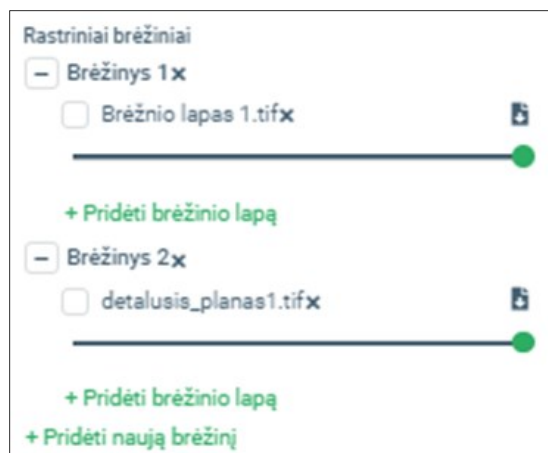 Rastriniai brėžiniai
Brėžinys 1
Brėžnio lapas 1.tif
+ Pridėti brėžinio lapą
Brėžinys 2
detalusis_planas1.tif
+ Pridėti brėžinio lapą
+ Pridėti naują brėžinį